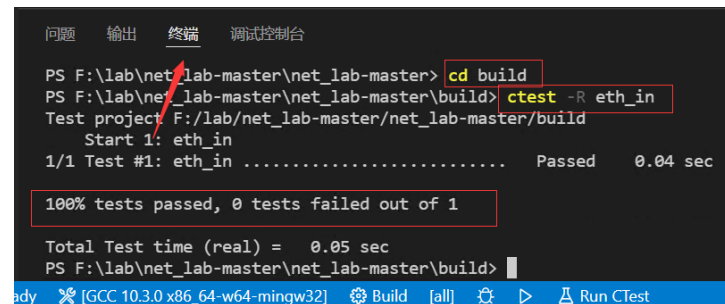 问题 输出 终端 调试控制台
PS F:\lab\net_lab-master\net_lab-master> cd build
PS F:\lab\net_lab-master\net_lab-master\build> ctest -R eth_in
Test project F:/lab/net_lab-master/net_lab-master/build
Start 1: eth_in
1/1 Test #1: eth_in ........................... Passed 0.04 sec
100% tests passed, 0 tests failed out of 1
Total Test time (real) = 0.05 sec
PS F:\lab\net_lab-master\net_lab-master\build>
ady [GCC 10.3.0 x86_64-w64-mingw32] Build [all] Run CTest